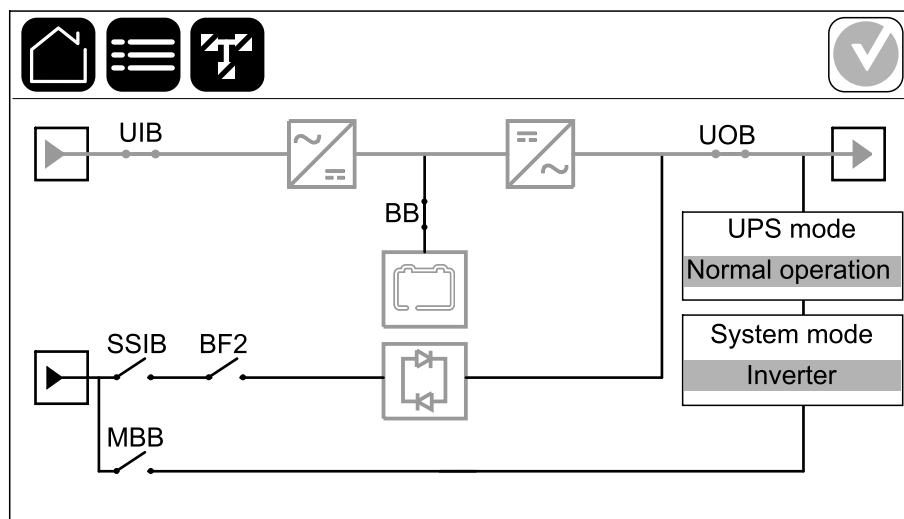 UIB
UOB
BB
UPS mode
Normal operation
SSIB
BF2
System mode
Inverter
MBB